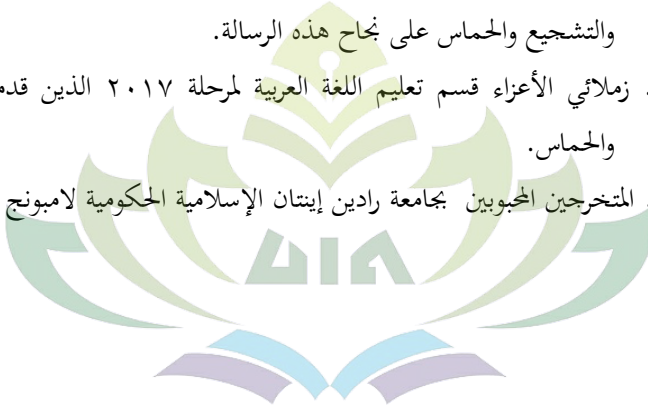 والتشجيع والحماس على نجاح هذه الرسالة.
. زملائي الأعزاء قسم تعليم اللغة العربية لمرحلة ٢٠١٧ الذين قدم
والحماس.
. المتخرجين المحبوبين بجامعة رادين إينتان الإسلامية الحكومية لامبونج
UIN